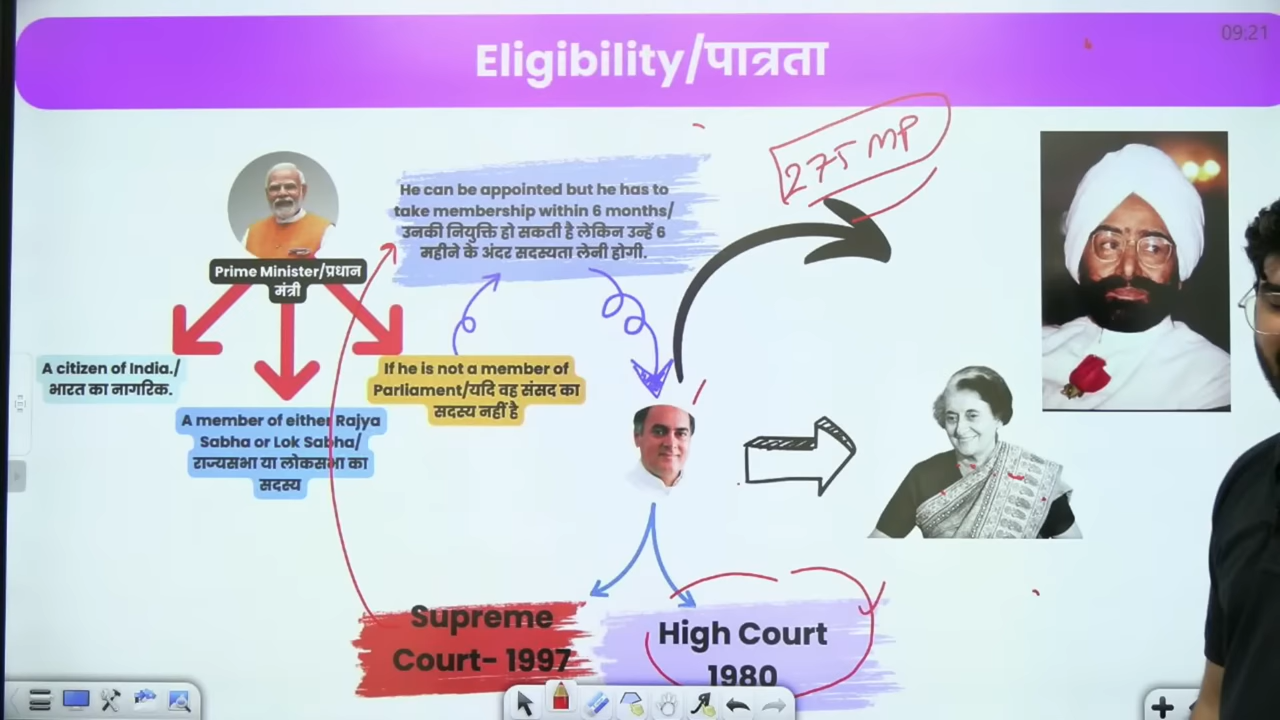 09:21
Eligibility/पात्रता
275 MP
He can be appointed but he has to
take membership within 6 months/
उनकी नियुक्ति हो सकती है लेकिन उन्हें 6
महीने के अंदर सदस्यता लेनी होगी.
Prime Minister/प्रधान
मंत्री
A citizen of India./
भारत का नागरिक.
If he is not a member of
Parliament/यदि वह संसद का
सदस्य नहीं है
A member of either Rajya
Sabha or Lok Sabha/
राज्यसभा या लोकसभा का
सदस्य
Supreme
Court- 1997
High Court
1980